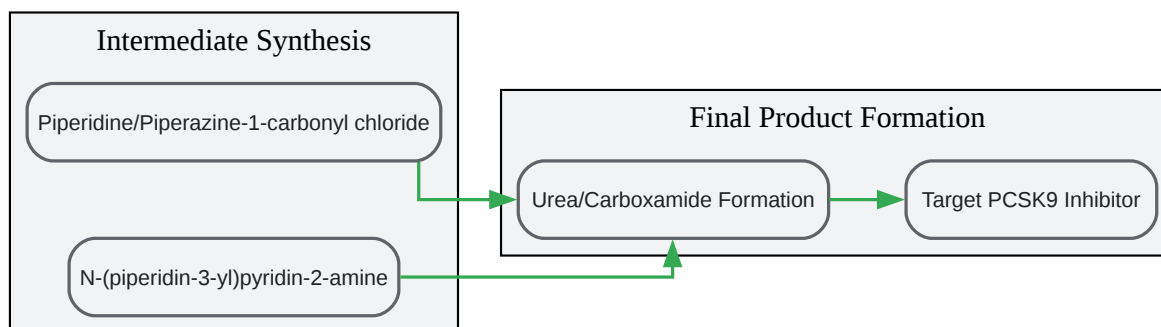 Intermediate Synthesis
Piperidine/Piperazine-1-carbonyl chloride
N-(piperidin-3-yl)pyridin-2-amine
Final Product Formation
Urea/Carboxamide Formation
Target PCSK9 Inhibitor